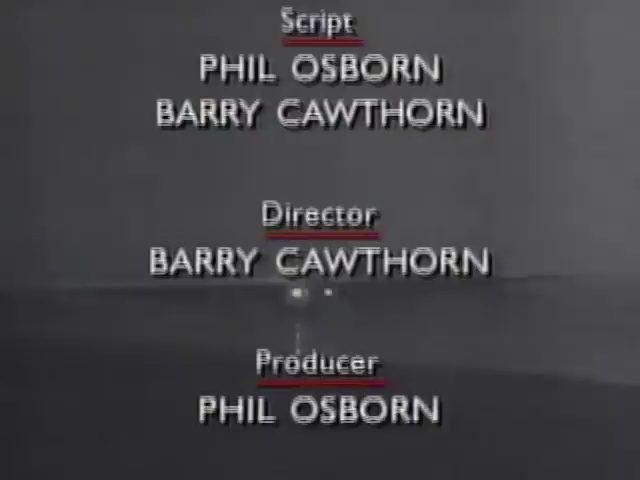 Script
PHIL OSBORN
BARRY CAWTHORN
Director
BARRY CAWTHORN
Producer
PHIL OSBORN